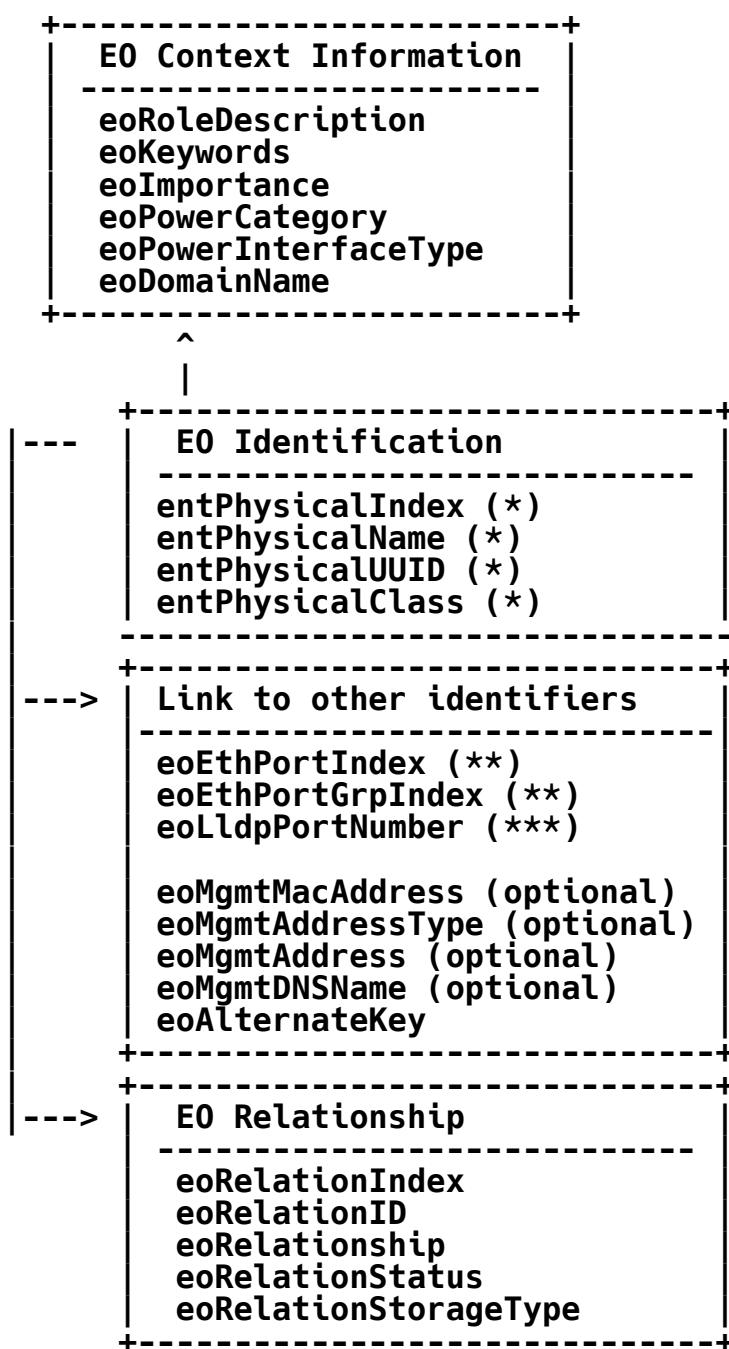 EO Context Information
eoRoleDescription
eoKeywords
eoImportance
eoPowerCategory
eoPowerInterfaceType
eoDomainName
EO Identification
entPhysicalIndex (*)
entPhysicalName (*)
entPhysicalUUID (*)
entPhysicalClass (*)
Link to other identifiers
eoEthPortIndex (**)
eoEthPortGrpIndex (**)
eoLldpPortNumber (***)
eoMgmtMacAddress (optional)
eoMgmtAddressType (optional)
eoMgmtAddress (optional)
eoMgmtDNSName (optional)
eoAlternateKey
EO Relationship
eoRelationIndex
eoRelationID
eoRelationship
eoRelationStatus
eoRelationStorageType